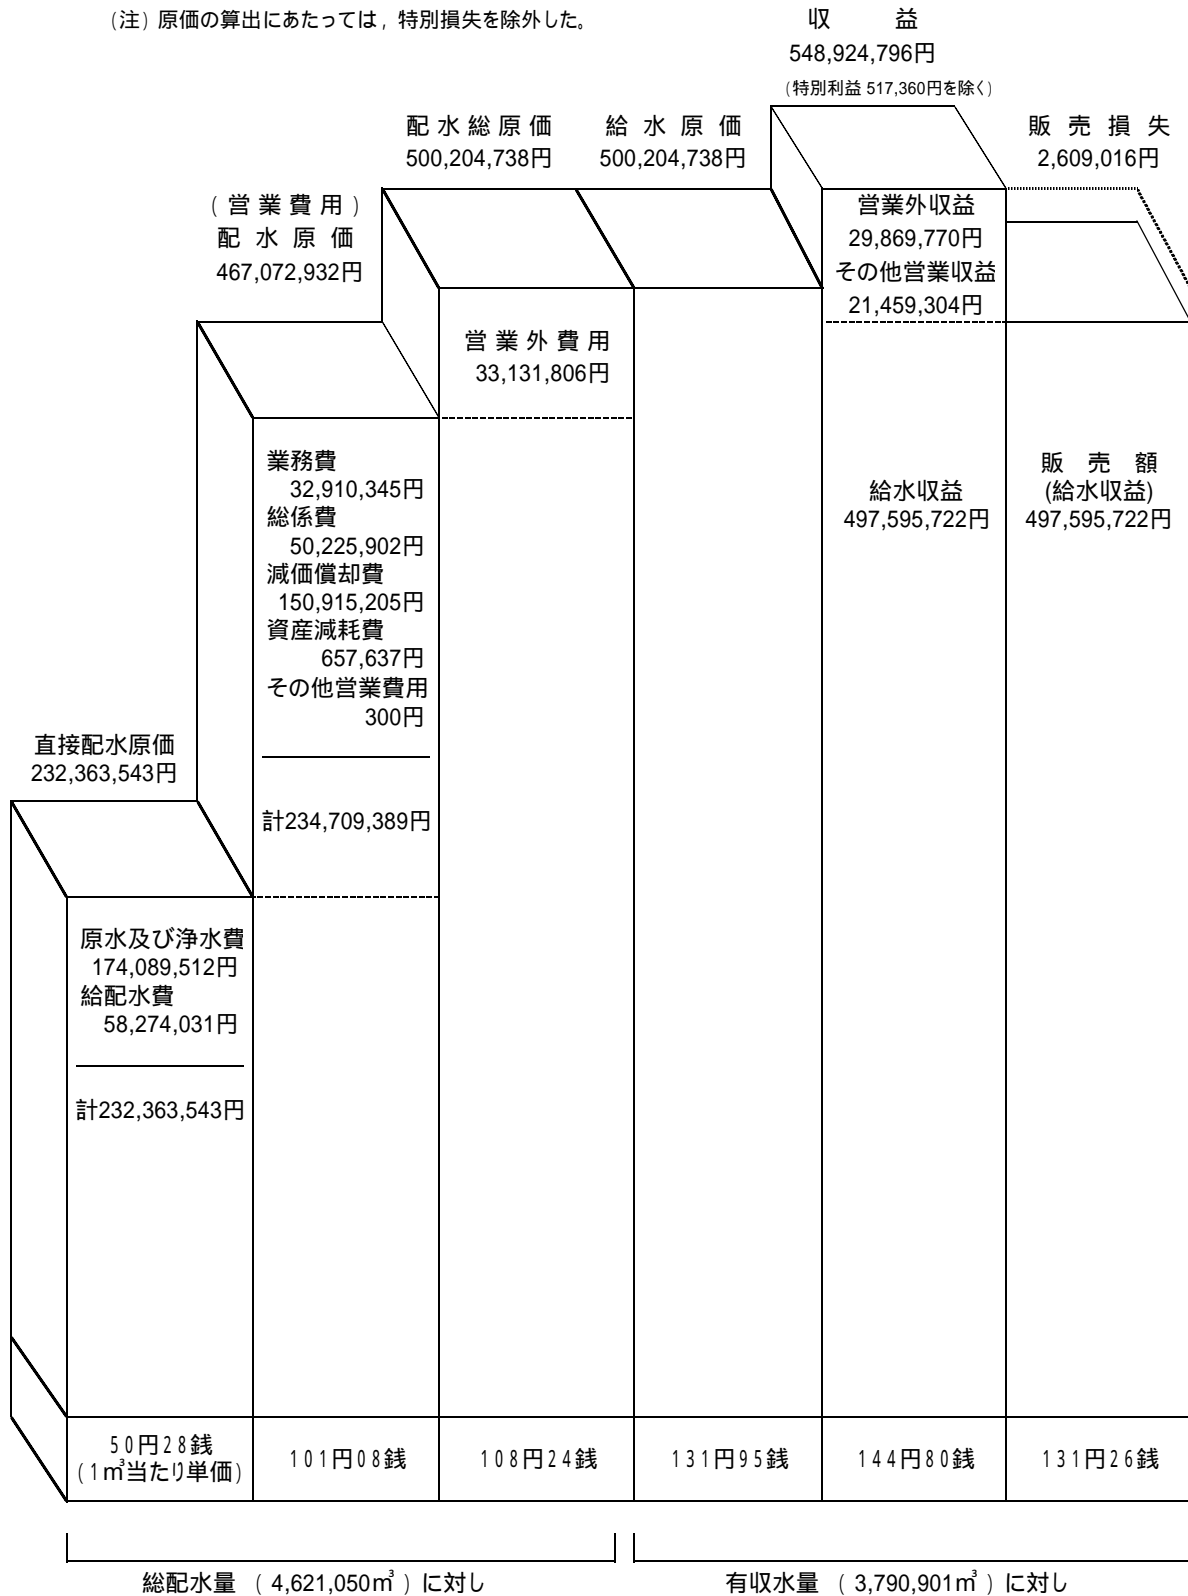 (注) 原価の算出にあたっては, 特別損失を除外した。
収 益
548,924,796円
(特別利益 517,360円を除く)
配水総原価
500,204,738円
給水原価
500,204,738円
販売損失
2,609,016円
(営業費用)
配水原価
467,072,932円
営業外収益
29,869,770円
その他営業収益
21,459,304円
営業外費用
33,131,806円
業務費
32,910,345円
総係費
50,225,902円
減価償却費
150,915,205円
資産減耗費
657,637円
その他営業費用
300円
計234,709,389円
給水収益
497,595,722円
販売額
(給水収益)
497,595,722円
直接配水原価
232,363,543円
原水及び浄水費
174,089,512円
給配水費
58,274,031円
計232,363,543円
50円28銭
(1㎥当たり単価)
101円08銭
108円24銭
131円95銭
144円80銭
131円26銭
総配水量 ( 4,621,050㎥ ) に対し
有収水量 ( 3,790,901㎥ ) に対し